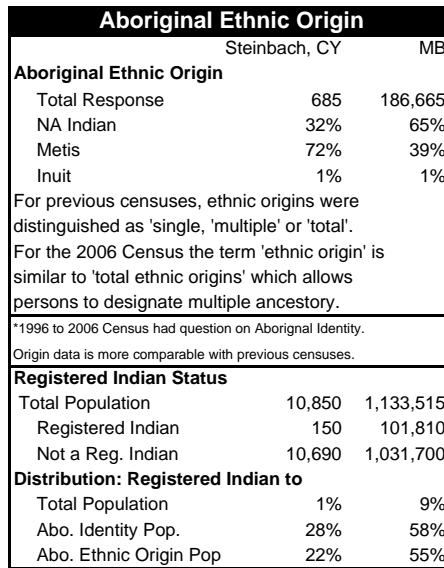 Aboriginal Ethnic Origin
Steinbach, CY MB
Aboriginal Ethnic Origin
Total Response 685 186,665
NA Indian 32% 65%
Metis 72% 39%
Inuit 1% 1%
For previous censuses, ethnic origins were
distinguished as 'single, 'multiple' or 'total'.
For the 2006 Census the term 'ethnic origin' is
similar to 'total ethnic origins' which allows
persons to designate multiple ancestory.
*1996 to 2006 Census had question on Aborignal Identity.
Origin data is more comparable with previous censuses.
Registered Indian Status
Total Population 10,850 1,133,515
Registered Indian 150 101,810
Not a Reg. Indian 10,690 1,031,700
Distribution: Registered Indian to
Total Population 1% 9%
Abo. Identity Pop. 28% 58%
Abo. Ethnic Origin Pop 22% 55%